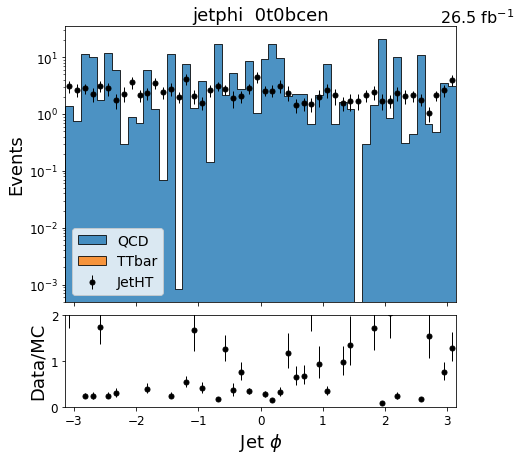 jetphi 0t0bcen
26.5 fb⁻¹
Events
10¹
10⁰
10⁻¹
10⁻²
10⁻³
QCD
TTbar
JetHT
Data/MC
2
1
0
−3 −2 −1 0 1 2 3
Jet ϕ